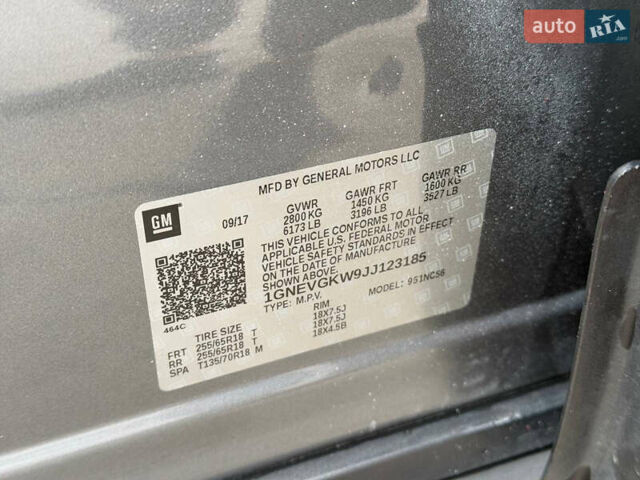 auto RIA.com
MFD BY GENERAL MOTORS LLC
GM
09/17
GVWR GAWR FRT GAWR RR
2800 KG 1450 KG 1600 KG
6173 LB 3196 LB 3527 LB
THIS VEHICLE CONFORMS TO ALL
APPLICABLE U.S. FEDERAL MOTOR
VEHICLE SAFETY STANDARDS IN EFFECT
ON THE DATE OF MANUFACTURE
SHOWN ABOVE.
1GNEVGKW9JJ123185
TYPE: M.P.V. MODEL: 951NC56
464C
TIRE SIZE RIM
FRT 255/65R18 T 18X7.5J
RR 255/65R18 T 18X7.5J
SPA T135/70R18 M 18X4.5B